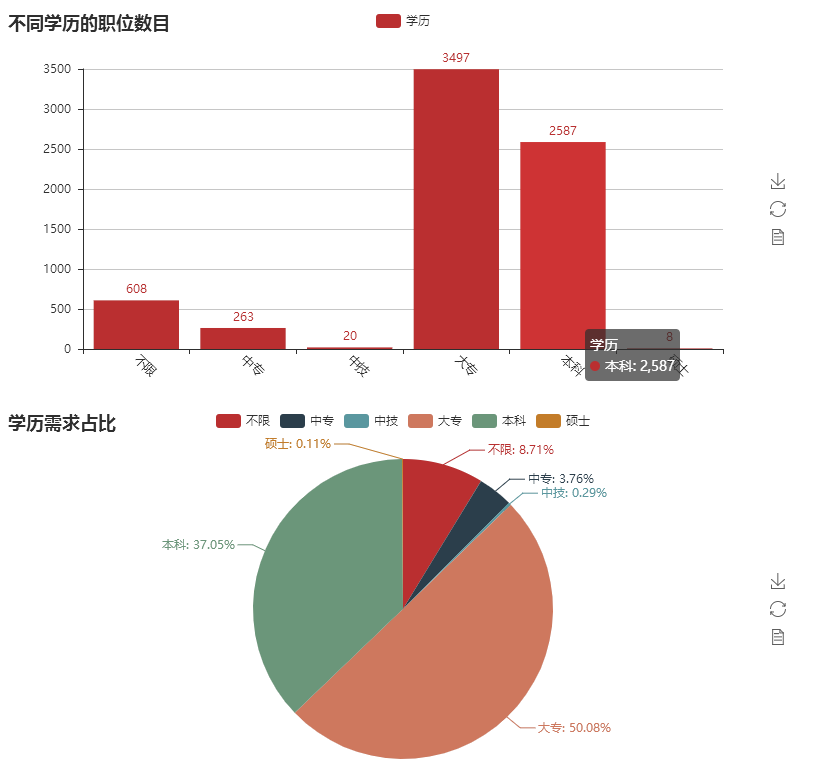 不同学历的职位数目
学历
3500
3000
2500
2000
1500
1000
500
0
608
263
20
3497
2587
8
不限
中专
中技
大专
本科
学历
本科: 2,587
学历需求占比
不限 中专 中技 大专 本科 硕士
硕士: 0.11%
不限: 8.71%
中专: 3.76%
中技: 0.29%
本科: 37.05%
大专: 50.08%